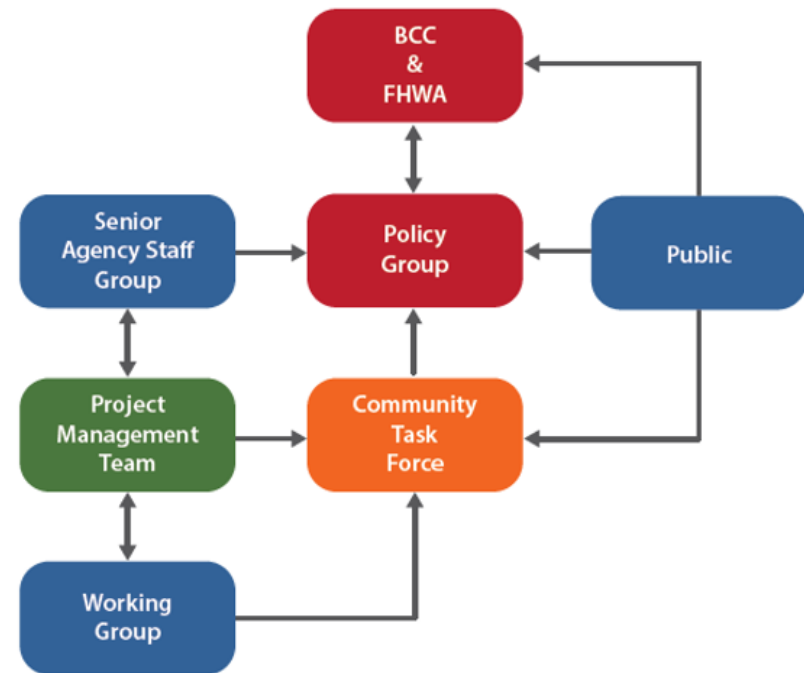 BCC
&
FHWA
Senior
Agency Staff
Group
Policy
Group
Public
Project
Management
Team
Community
Task
Force
Working
Group